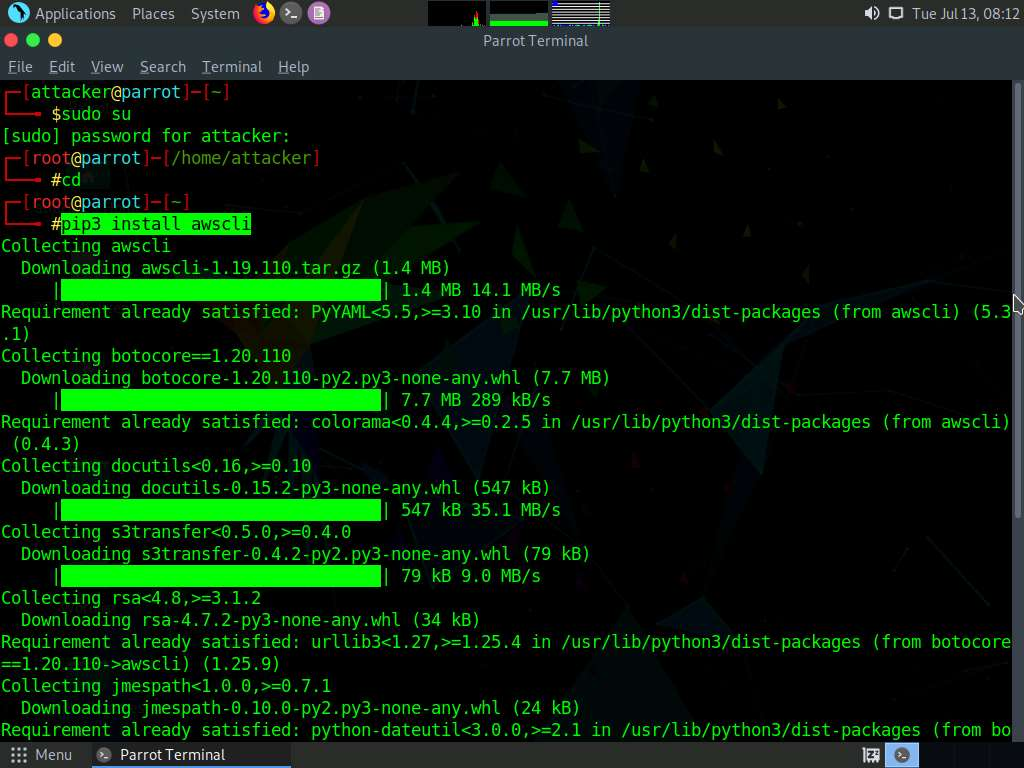 Applications Places System Tue Jul 13, 08:12
Parrot Terminal
File Edit View Search Terminal Help
┌─[attacker@parrot]─[~]
└──╼ $sudo su
[sudo] password for attacker:
┌─[root@parrot]─[/home/attacker]
└──╼ #cd
┌─[root@parrot]─[~]
└──╼ #pip3 install awscli
Collecting awscli
Downloading awscli-1.19.110.tar.gz (1.4 MB)
| | 1.4 MB 14.1 MB/s
Requirement already satisfied: PyYAML<5.5,>=3.10 in /usr/lib/python3/dist-packages (from awscli) (5.3
.1)
Collecting botocore==1.20.110
Downloading botocore-1.20.110-py2.py3-none-any.whl (7.7 MB)
| | 7.7 MB 289 kB/s
Requirement already satisfied: colorama<0.4.4,>=0.2.5 in /usr/lib/python3/dist-packages (from awscli)
(0.4.3)
Collecting docutils<0.16,>=0.10
Downloading docutils-0.15.2-py3-none-any.whl (547 kB)
| | 547 kB 35.1 MB/s
Collecting s3transfer<0.5.0,>=0.4.0
Downloading s3transfer-0.4.2-py2.py3-none-any.whl (79 kB)
| | 79 kB 9.0 MB/s
Collecting rsa<4.8,>=3.1.2
Downloading rsa-4.7.2-py3-none-any.whl (34 kB)
Requirement already satisfied: urllib3<1.27,>=1.25.4 in /usr/lib/python3/dist-packages (from botocore
==1.20.110->awscli) (1.25.9)
Collecting jmespath<1.0.0,>=0.7.1
Downloading jmespath-0.10.0-py2.py3-none-any.whl (24 kB)
Requirement already satisfied: python-dateutil<3.0.0,>=2.1 in /usr/lib/python3/dist-packages (from bo
Menu Parrot Terminal